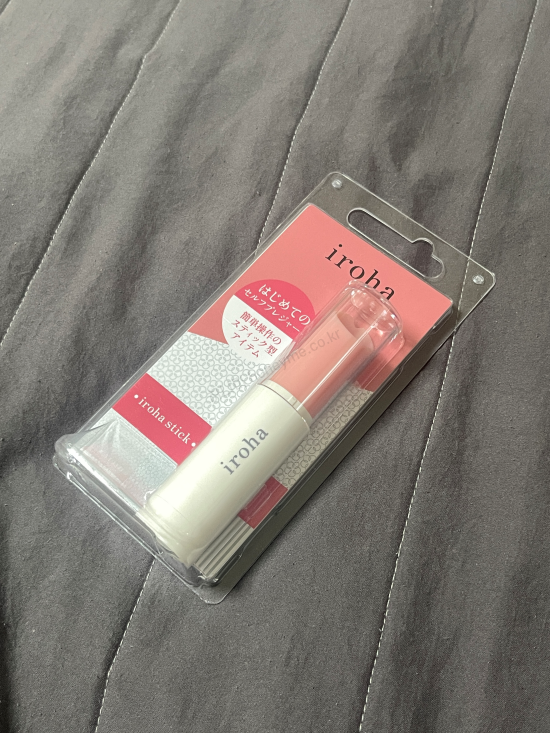 iroha
はじめての
セルフプレジャー
簡単操作の
スティック型
アイテム
• iroha stick •
iroha